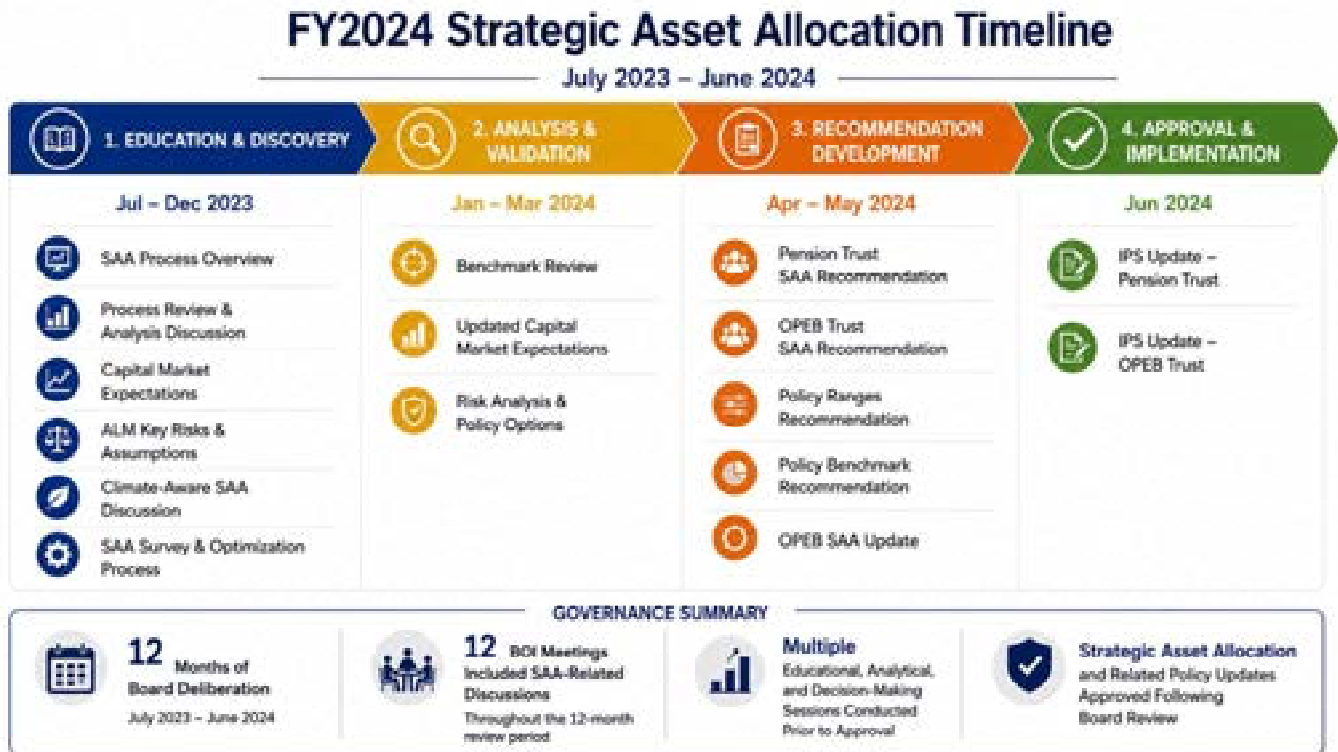 FY2024 Strategic Asset Allocation Timeline
July 2023 – June 2024
1. EDUCATION & DISCOVERY
2. ANALYSIS &
VALIDATION
3. RECOMMENDATION
DEVELOPMENT
4. APPROVAL &
IMPLEMENTATION
Jul – Dec 2023
SAA Process Overview
Process Review &
Analysis Discussion
Capital Market
Expectations
ALM Key Risks &
Assumptions
Climate-Aware SAA
Discussion
SAA Survey & Optimization
Process
Jan – Mar 2024
Benchmark Review
Updated Capital
Market Expectations
Risk Analysis &
Policy Options
Apr – May 2024
Pension Trust
SAA Recommendation
OPEB Trust
SAA Recommendation
Policy Ranges
Recommendation
Policy Benchmark
Recommendation
OPEB SAA Update
Jun 2024
IPS Update –
Pension Trust
IPS Update –
OPEB Trust
GOVERNANCE SUMMARY
12 Months of
Board Deliberation
July 2023 – June 2024
12 BOI Meetings
Included SAA-Related
Discussions
Throughout the 12-month
review period
Multiple
Educational, Analytical,
and Decision-Making
Sessions Conducted
Prior to Approval
Strategic Asset Allocation
and Related Policy Updates
Approved Following
Board Review